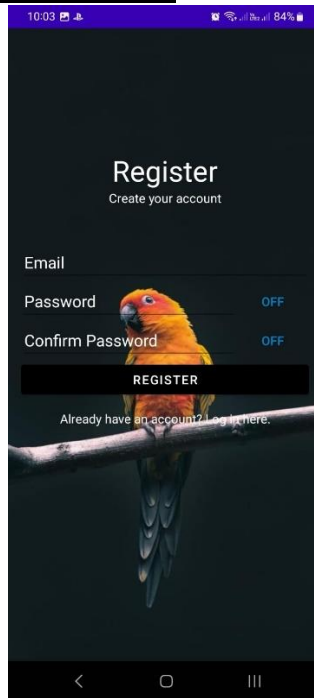 10:03 84%
Register
Create your account
Email
Password OFF
Confirm Password OFF
REGISTER
Already have an account? Log in here.